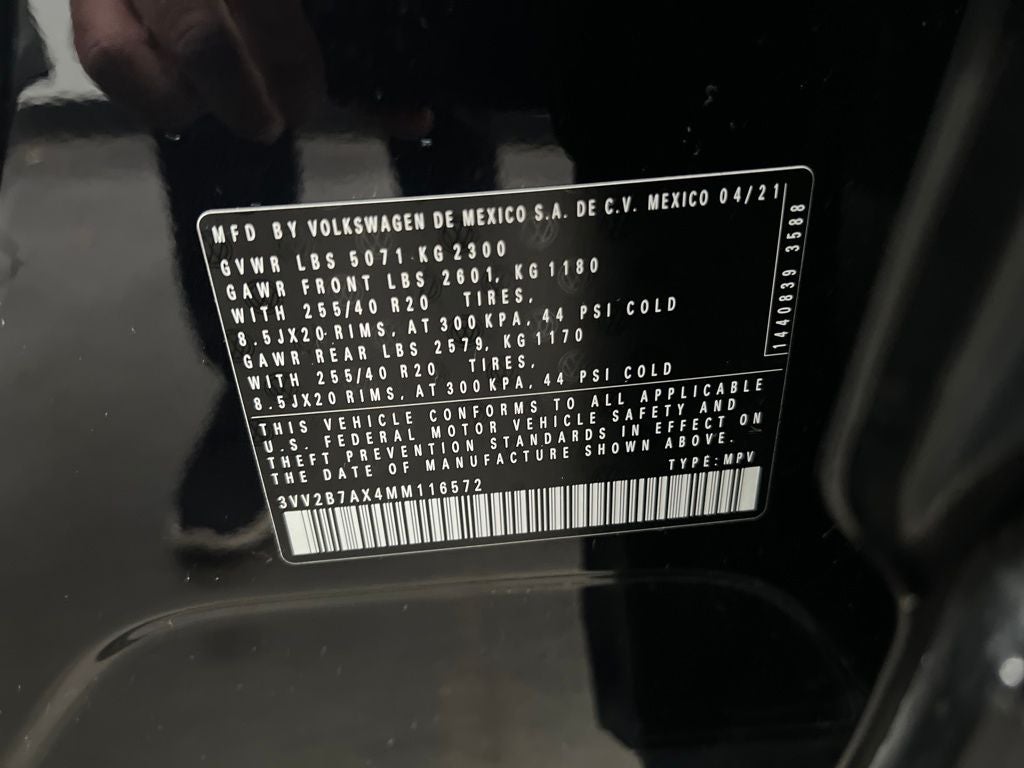 MFD BY VOLKSWAGEN DE MEXICO S.A. DE C.V. MEXICO 04/21
GVWR LBS 5071 KG 2300
GAWR FRONT LBS 2601, KG 1180
WITH 255/40 R20 TIRES,
8.5JX20 RIMS, AT 300 KPA, 44 PSI COLD
GAWR REAR LBS 2579, KG 1170
WITH 255/40 R20 TIRES,
8.5JX20 RIMS, AT 300 KPA, 44 PSI COLD
THIS VEHICLE CONFORMS TO ALL APPLICABLE
U.S. FEDERAL MOTOR VEHICLE SAFETY AND
THEFT PREVENTION STANDARDS IN EFFECT ON
THE DATE OF MANUFACTURE SHOWN ABOVE.
3VV2B7AX4MM116572 TYPE: MPV
1440839 3588